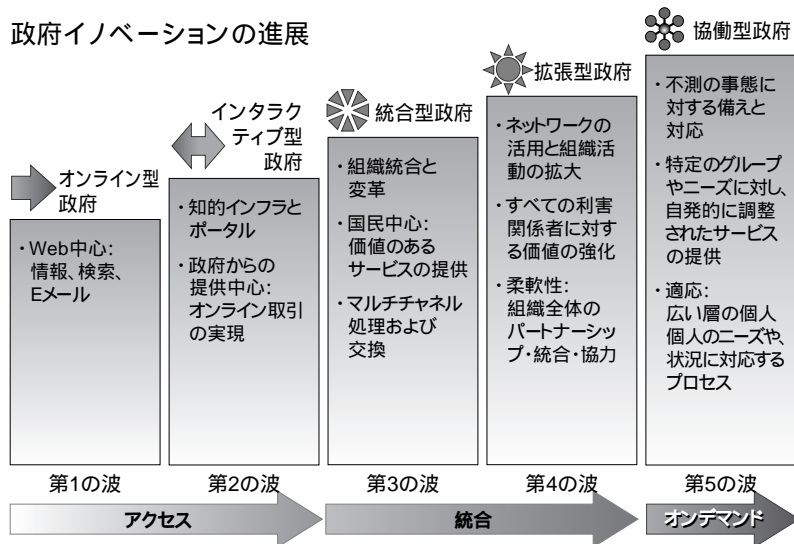 政府イノベーションの進展
オンライン型
政府
・Web中心：
情報、検索、
Eメール
インタラク
ティブ型
政府
・知的インフラと
ポータル
・政府からの
提供中心：
オンライン取引
の実現
統合型政府
・組織統合と
変革
・国民中心：
価値のある
サービスの提供
・マルチチャネル
処理および
交換
拡張型政府
・ネットワークの
活用と組織活
動の拡大
・すべての利害
関係者に対す
る価値の強化
・柔軟性：
組織全体の
パートナーシッ
プ・統合・協力
協働型政府
・不測の事態に
対する備えと
対応
・特定のグループ
やニーズに対し、
自発的に調整
されたサービス
の提供
・適応：
広い層の個人
個人のニーズや、
状況に対応する
プロセス
第1の波
第2の波
第3の波
第4の波
第5の波
アクセス
統合
オンデマンド